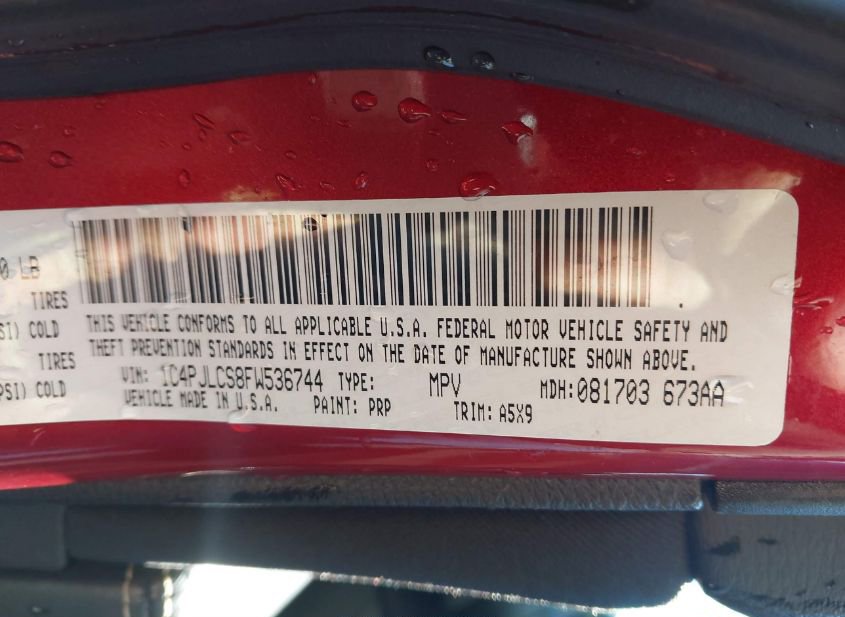 0 LB
TIRES
PSI) COLD
TIRES
PSI) COLD
THIS VEHICLE CONFORMS TO ALL APPLICABLE U.S.A. FEDERAL MOTOR VEHICLE SAFETY AND
THEFT PREVENTION STANDARDS IN EFFECT ON THE DATE OF MANUFACTURE SHOWN ABOVE.
VIN: 1C4PJLCS8FW536744 TYPE: MPV MDH:081703 673AA
VEHICLE MADE IN U.S.A. PAINT: PRP TRIM: A5X9